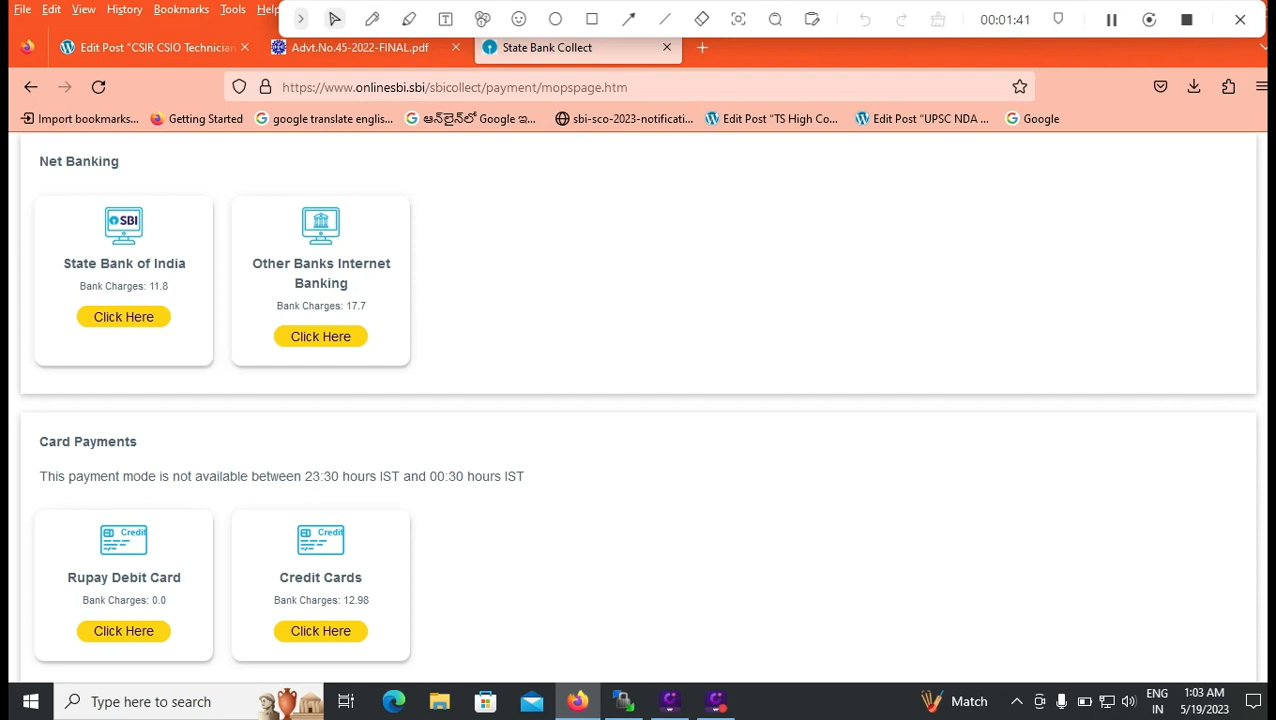 File Edit View History Bookmarks Tools Help
00:01:41
Edit Post "CSIR CSIO Technician
Advt.No.45-2022-FINAL.pdf
State Bank Collect
https://www.onlinesbi.sbi/sbicollect/payment/mopspage.htm
Import bookmarks... Getting Started google translate englis... ఆన్‌లైన్‌లో Google ఇ... sbi-sco-2023-notificati... Edit Post "TS High Co... Edit Post "UPSC NDA ... Google
Net Banking
SBI
State Bank of India
Bank Charges: 11.8
Click Here
Other Banks Internet
Banking
Bank Charges: 17.7
Click Here
Card Payments
This payment mode is not available between 23:30 hours IST and 00:30 hours IST
Credit
Rupay Debit Card
Bank Charges: 0.0
Click Here
Credit
Credit Cards
Bank Charges: 12.98
Click Here
Type here to search
Match
ENG
IN
:03 AM
5/19/2023